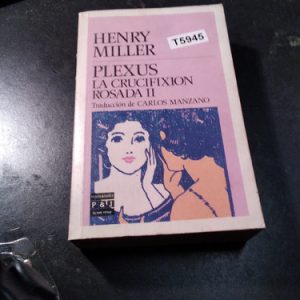 HENRY
MILLER
T5945
PLEXUS
LA CRUCIFIXION
ROSADA II
Traducción de CARLOS MANZANO
P & J